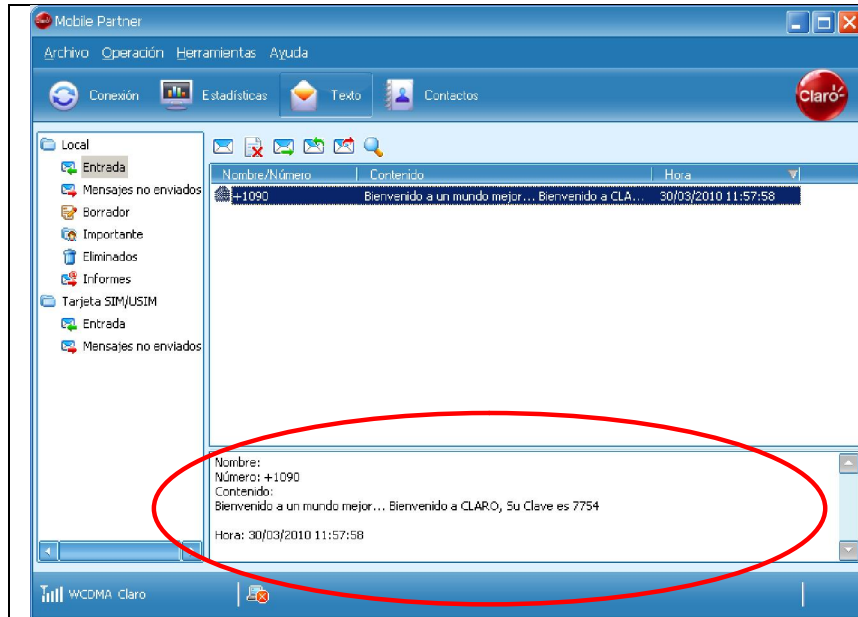 Mobile Partner
Archivo Operación Herramientas Ayuda
Conexión Estadísticas Texto Contactos
Claro
Local
Entrada
Mensajes no enviados
Borrador
Importante
Eliminados
Informes
Tarjeta SIM/USIM
Entrada
Mensajes no enviados
Nombre/Número Contenido Hora
+1090 Bienvenido a un mundo mejor... Bienvenido a CLA... 30/03/2010 11:57:58
Nombre:
Número: +1090
Contenido:
Bienvenido a un mundo mejor... Bienvenido a CLARO, Su Clave es 7754
Hora: 30/03/2010 11:57:58
WCDMA Claro